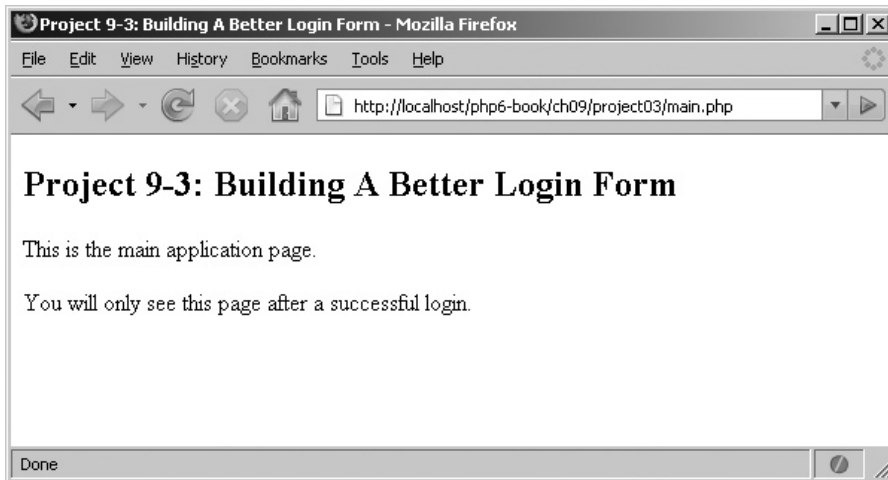 Project 9-3: Building A Better Login Form - Mozilla Firefox
File Edit View History Bookmarks Tools Help
http://localhost/php6-book/ch09/project03/main.php
Project 9-3: Building A Better Login Form
This is the main application page.
You will only see this page after a successful login.
Done